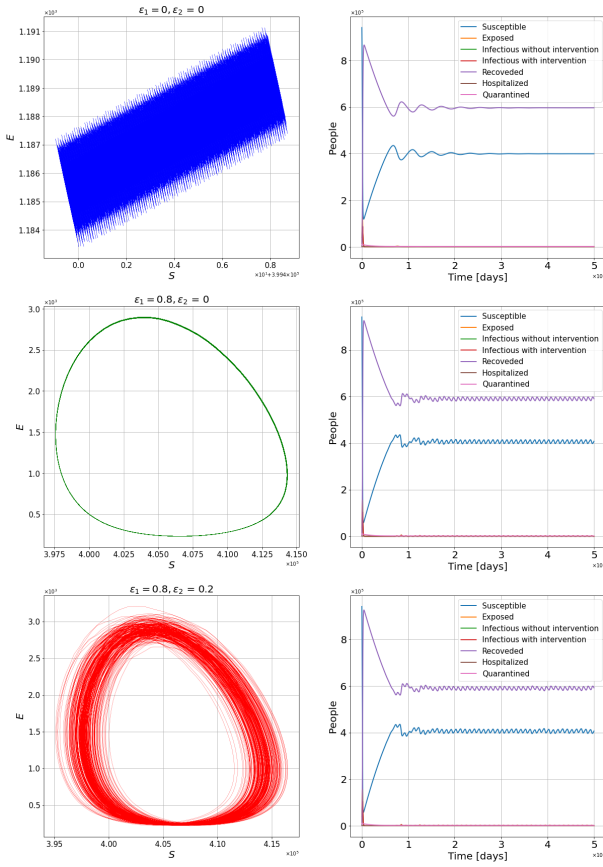 ε₁ = 0, ε₂ = 0
×10³
1.191
1.190
1.189
1.188
1.187
1.186
1.185
1.184
E
0.0
0.2
0.4
0.6
0.8
S
×10¹+3.994×10⁵
×10⁵
8
6
4
2
0
People
Susceptible
Exposed
Infectious without intervention
Infectious with intervention
Recoveded
Hospitalized
Quarantined
0
1
2
3
4
5
Time [days]
ε₁ = 0.8, ε₂ = 0
×10³
3.0
2.5
2.0
1.5
1.0
0.5
E
3.975
4.000
4.025
4.050
4.075
4.100
4.125
4.150
S
×10⁵
×10⁵
8
6
4
2
0
People
Susceptible
Exposed
Infectious without intervention
Infectious with intervention
Recoveded
Hospitalized
Quarantined
0
1
2
3
4
5
Time [days]
ε₁ = 0.8, ε₂ = 0.2
×10³
3.5
3.0
2.5
2.0
1.5
1.0
0.5
E
3.95
4.00
4.05
4.10
4.15
S
×10⁵
×10⁵
8
6
4
2
0
People
Susceptible
Exposed
Infectious without intervention
Infectious with intervention
Recoveded
Hospitalized
Quarantined
0
1
2
3
4
5
Time [days]